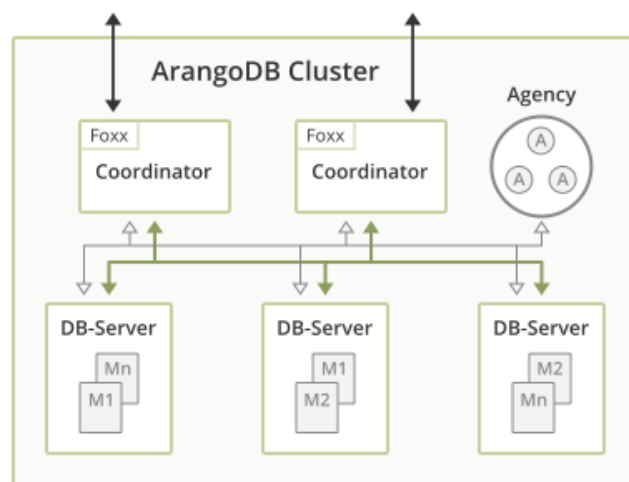 ArangoDB Cluster
Agency
Foxx
Coordinator
Foxx
Coordinator
A
A
A
DB-Server
Mn
M1
DB-Server
M1
M2
DB-Server
M2
Mn